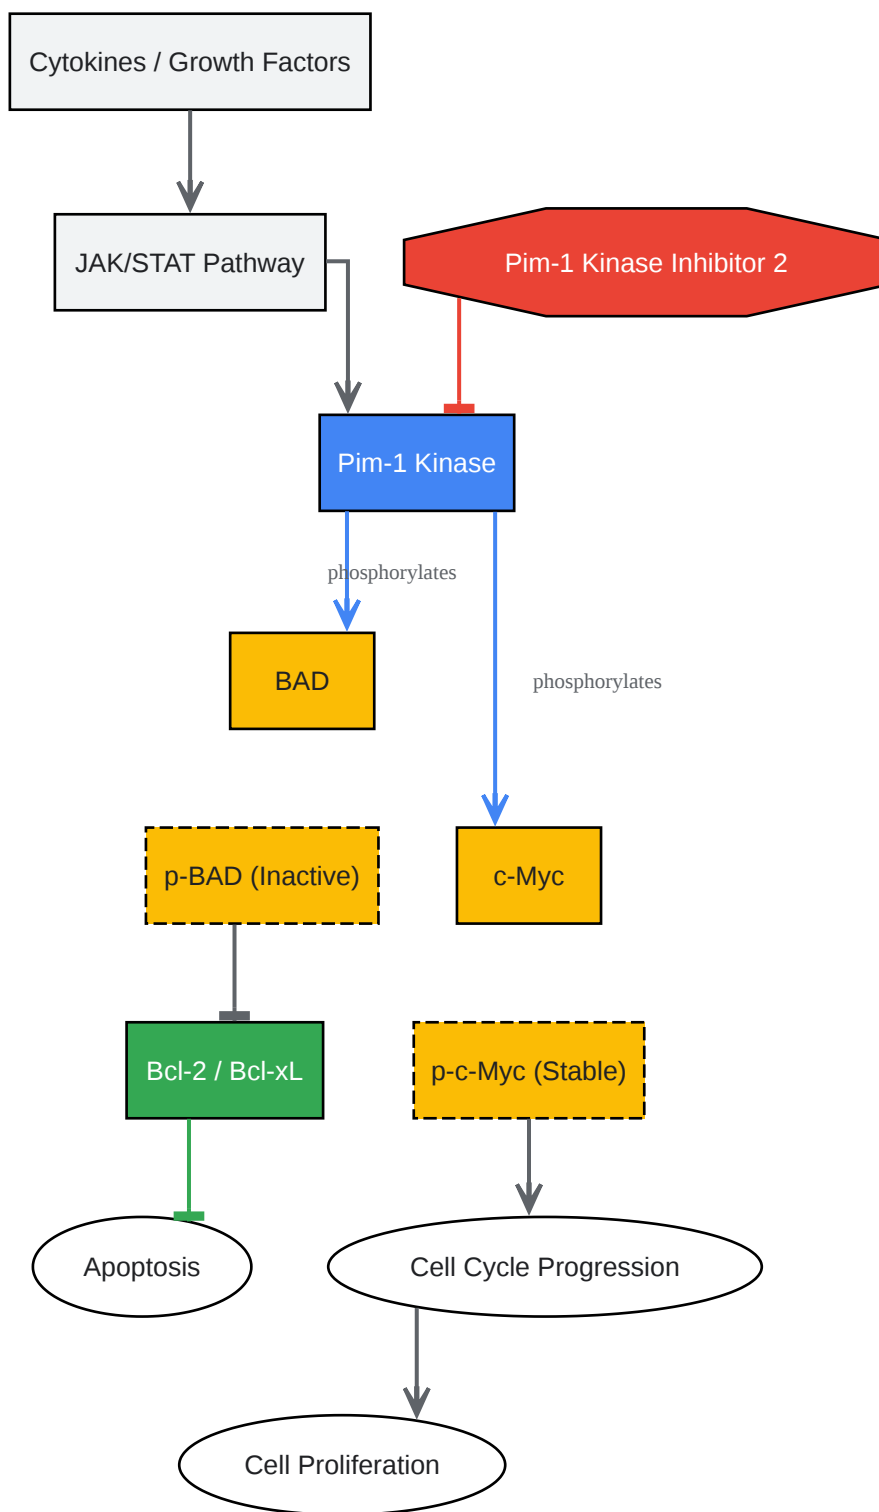 Cytokines / Growth Factors
JAK/STAT Pathway
Pim-1 Kinase Inhibitor 2
Pim-1 Kinase
phosphorylates
BAD
phosphorylates
p-BAD (Inactive)
c-Myc
Bcl-2 / Bcl-xL
p-c-Myc (Stable)
Apoptosis
Cell Cycle Progression
Cell Proliferation